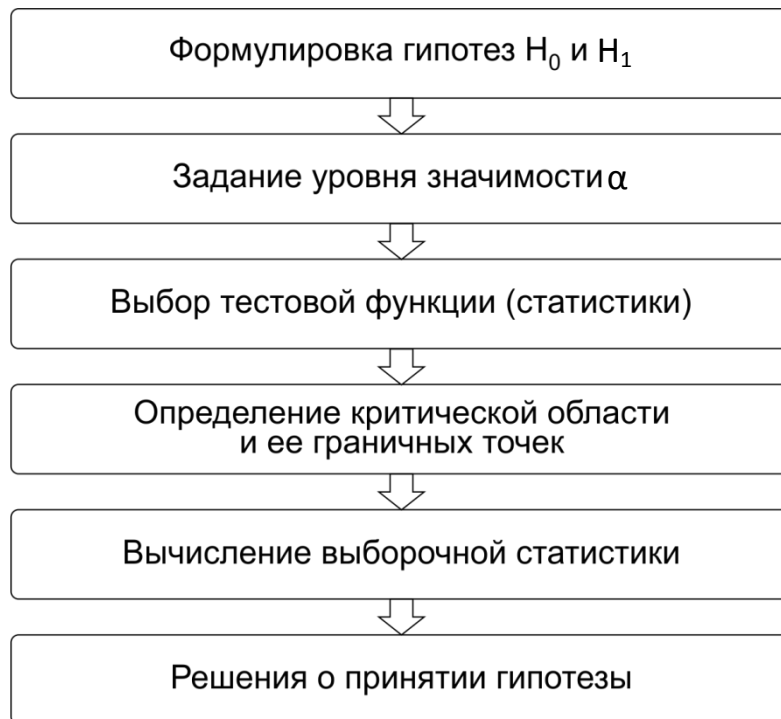 Формулировка гипотез H₀ и H₁
Задание уровня значимости α
Выбор тестовой функции (статистики)
Определение критической области
и ее граничных точек
Вычисление выборочной статистики
Решения о принятии гипотезы